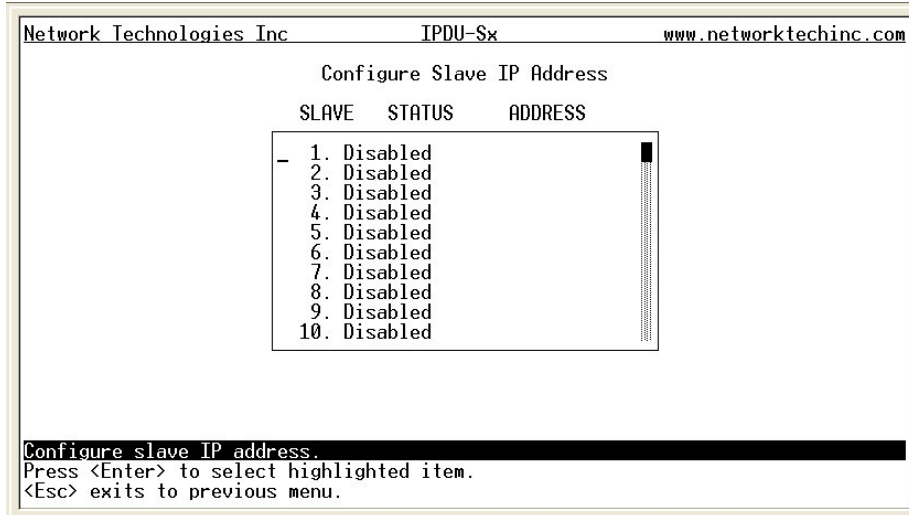 Network Technologies Inc IPDU-Sx www.networktechinc.com
Configure Slave IP Address
SLAVE STATUS ADDRESS
_ 1. Disabled
2. Disabled
3. Disabled
4. Disabled
5. Disabled
6. Disabled
7. Disabled
8. Disabled
9. Disabled
10. Disabled
Configure slave IP address.
Press <Enter> to select highlighted item.
<Esc> exits to previous menu.